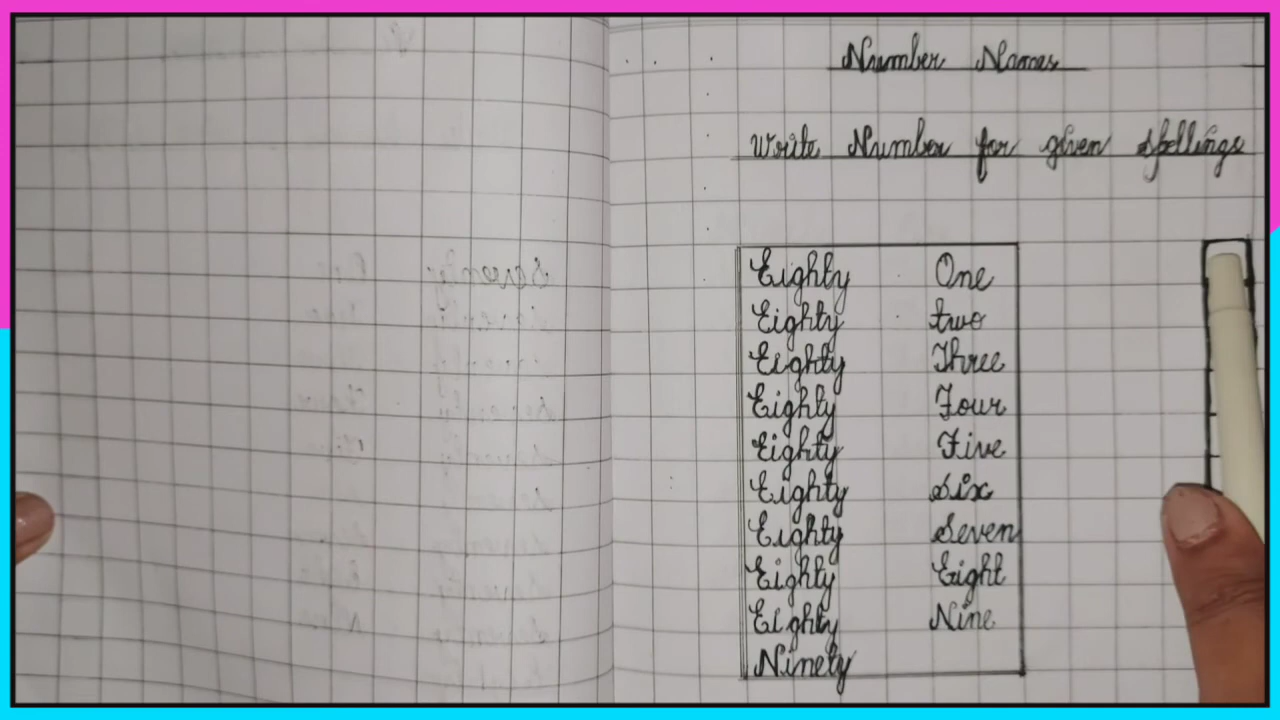 Number Names
Write Number for given spellings
Eighty One
Eighty two
Eighty Three
Eighty Four
Eighty Five
Eighty six
Eighty Seven
Eighty Eight
Eighty Nine
Ninety